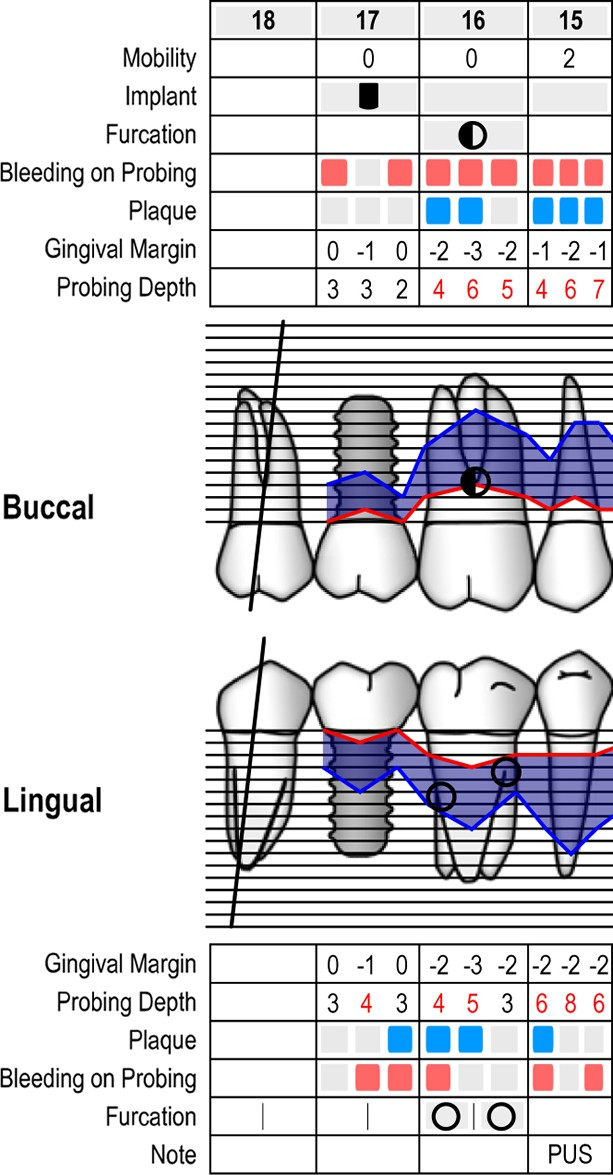 18 17 16 15
Mobility 0 0 2
Implant
Furcation
Bleeding on Probing
Plaque
Gingival Margin 0 -1 0 -2 -3 -2 -1 -2 -1
Probing Depth 3 3 2 4 6 5 4 6 7
Buccal
Lingual
Gingival Margin 0 -1 0 -2 -3 -2 -2 -2 -2
Probing Depth 3 4 3 4 5 3 6 8 6
Plaque
Bleeding on Probing
Furcation
Note PUS